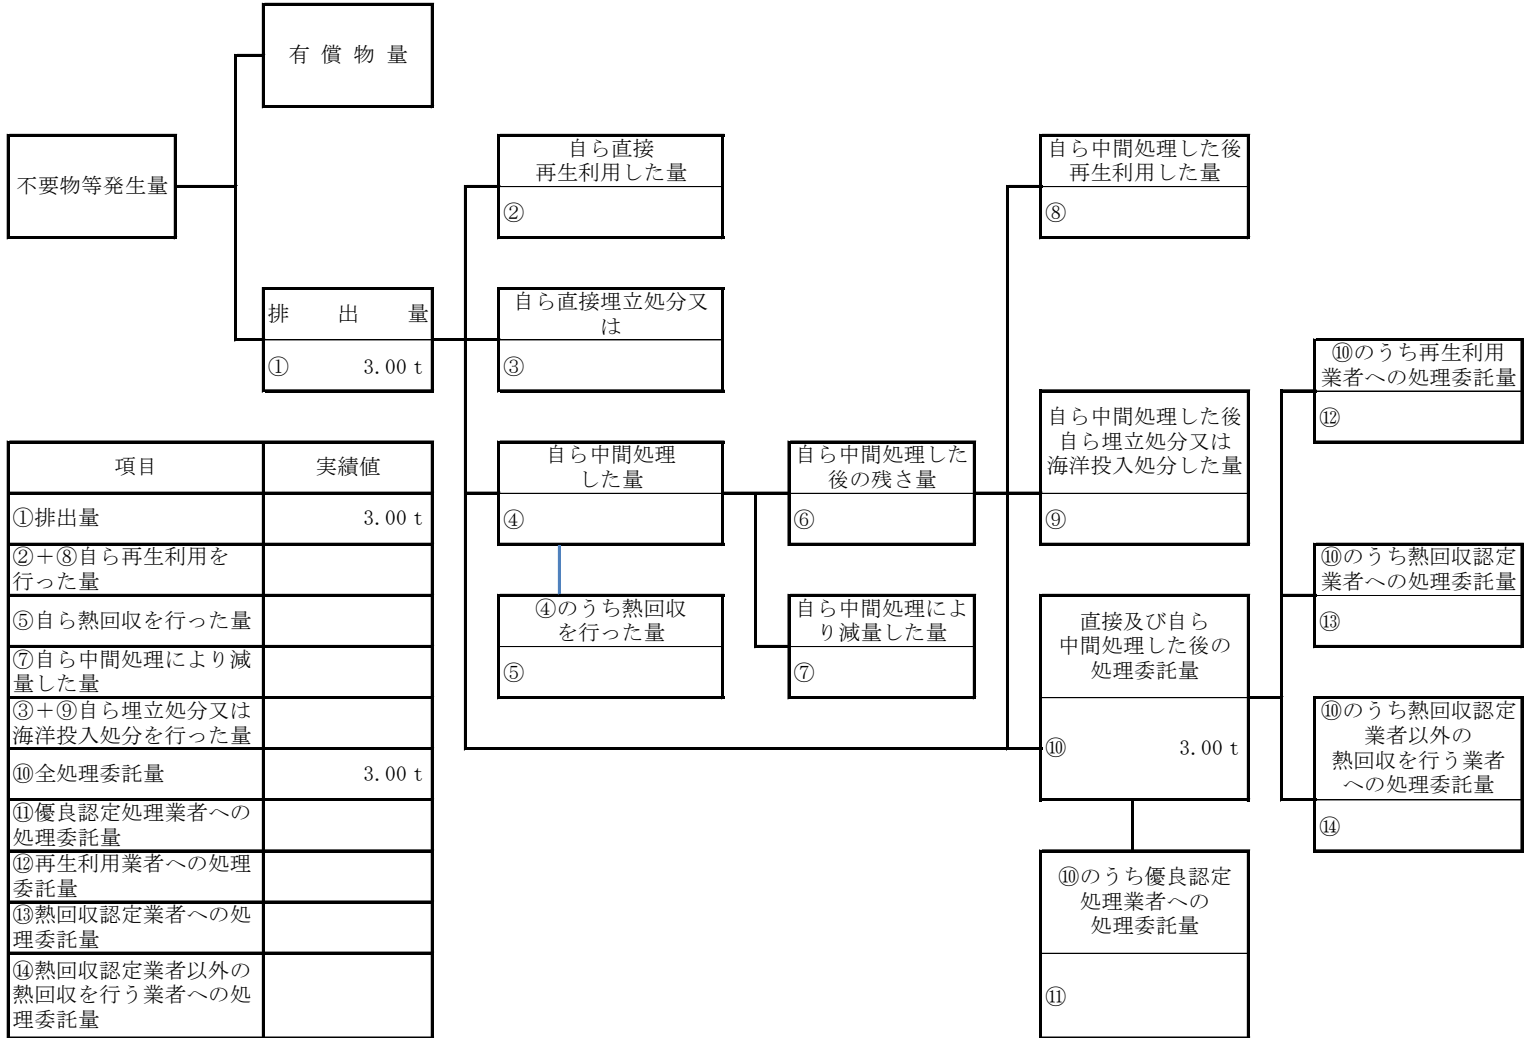 有償物量
不要物等発生量
自ら直接
再生利用した量
②
自ら中間処理した後
再生利用した量
⑧
排出量
① 3.00 t
自ら直接埋立処分又
は
③
⑩のうち再生利用
業者への処理委託量
⑫
自ら中間処理した後
自ら埋立処分又は
海洋投入処分した量
⑨
自ら中間処理
した量
④
自ら中間処理した
後の残さ量
⑥
⑩のうち熱回収認定
業者への処理委託量
⑬
④のうち熱回収
を行った量
⑤
自ら中間処理によ
り減量した量
⑦
直接及び自ら
中間処理した後の
処理委託量
⑩ 3.00 t
⑩のうち熱回収認定
業者以外の
熱回収を行う業者
への処理委託量
⑭
⑩のうち優良認定
処理業者への
処理委託量
⑪
項目 実績値
①排出量 3.00 t
②＋⑧自ら再生利用を
行った量
⑤自ら熱回収を行った量
⑦自ら中間処理により減
量した量
③＋⑨自ら埋立処分又は
海洋投入処分を行った量
⑩全処理委託量 3.00 t
⑪優良認定処理業者への
処理委託量
⑫再生利用業者への処理
委託量
⑬熱回収認定業者への処
理委託量
⑭熱回収認定業者以外の
熱回収を行う業者への処
理委託量